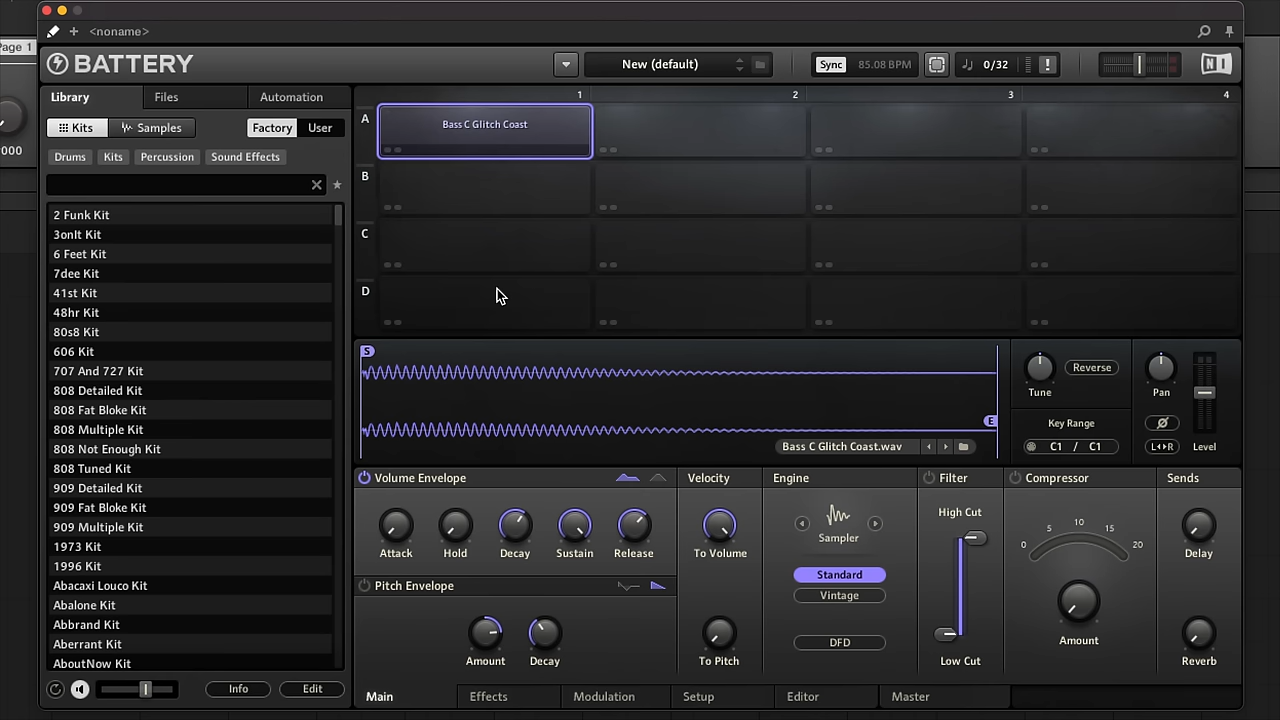 <noname>
Page 1
BATTERY
New (default)
Sync
85.08 BPM
0/32
!
NI
000
Library
Files
Automation
Kits
Samples
Factory
User
Drums
Kits
Percussion
Sound Effects
2 Funk Kit
3onIt Kit
6 Feet Kit
7dee Kit
41st Kit
48hr Kit
80s8 Kit
606 Kit
707 And 727 Kit
808 Detailed Kit
808 Fat Bloke Kit
808 Multiple Kit
808 Not Enough Kit
808 Tuned Kit
909 Detailed Kit
909 Fat Bloke Kit
909 Multiple Kit
1973 Kit
1996 Kit
Abacaxi Louco Kit
Abalone Kit
Abbrand Kit
Aberrant Kit
AboutNow Kit
Info
Edit
1
2
3
4
A
Bass C Glitch Coast
B
C
D
S
E
Bass C Glitch Coast.wav
Tune
Reverse
Key Range
C1 / C1
Pan
L R
Level
Volume Envelope
Attack
Hold
Decay
Sustain
Release
Pitch Envelope
Amount
Decay
Velocity
To Volume
To Pitch
Engine
Sampler
Standard
Vintage
DFD
Filter
High Cut
Low Cut
Compressor
0
5
10
15
20
Amount
Sends
Delay
Reverb
Main
Effects
Modulation
Setup
Editor
Master